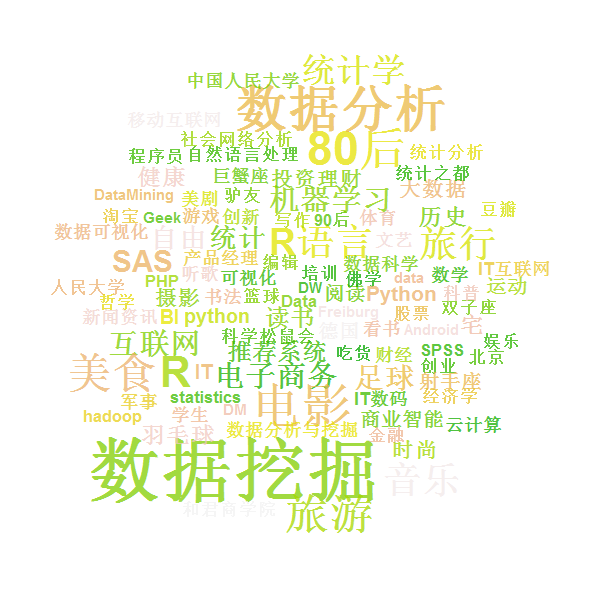 中国人民大学 统计学
移动互联网 数据分析
社会网络分析 80后 统计分析
程序员 自然语言处理 统计之都
健康 巨蟹座 投资理财 大数据
DataMining 美剧 驴友 机器学习 豆瓣
淘宝 Geek 游戏 创新 写作 90后、 体育 历史
数据可视化 自由 统计 R语言 文艺 旅行
SAS 产品经理 编辑 数据科学 IT互联网
听歌 可视化 培训 佛学 data 数学
人民大学 PHP 摄影 书法 篮球 DW 阅读 Python 科普 运动
哲学 Data Freiburg 股票 双子座
新闻资讯 BI python 读书 德国 看书 Android 宅
互联网 科学松鼠会 娱乐
推荐系统 吃货 财经 SPSS 北京
美食 R IT 电子商务 足球 射手座 创业
军事 statistics 电影 IT数码 经济学
hadoop 学生 DM 商业智能 云计算
羽毛球 数据分析与挖掘 金融 时尚
数据挖掘 音乐
和君商学院 旅游